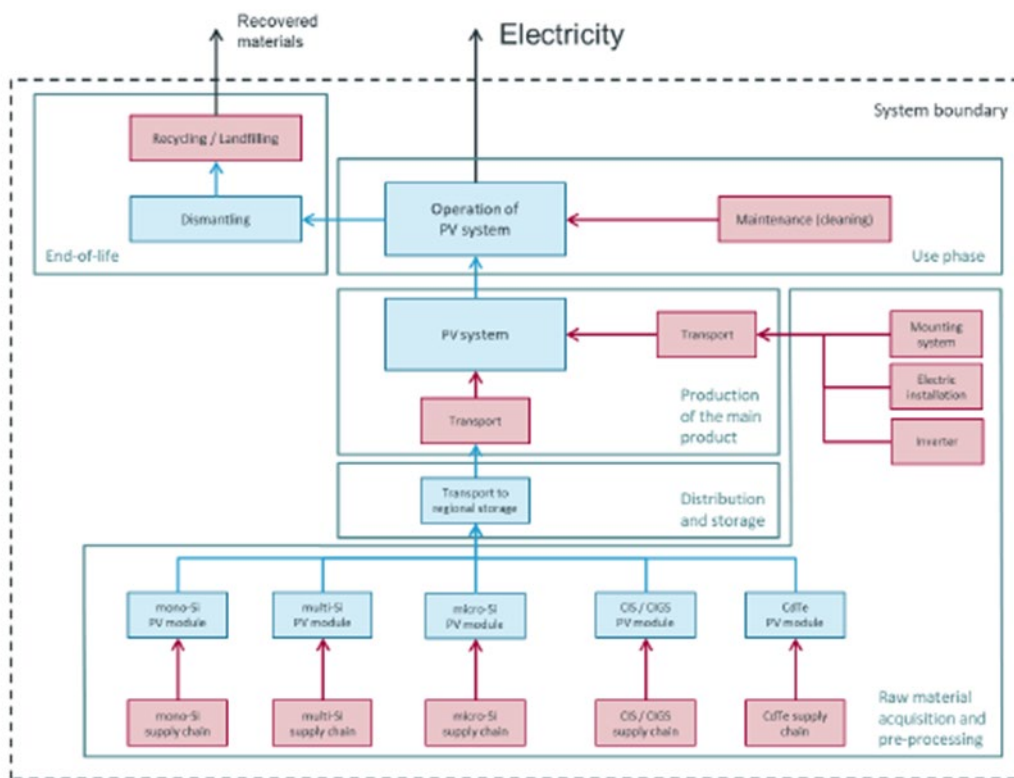 Recovered
materials
Electricity
System boundary
Recycling / Landfilling
Dismantling
End-of-life
Operation of
PV system
Maintenance (cleaning)
Use phase
PV system
Transport
Mounting
system
Electric
installation
Inverter
Transport
Production
of the main
product
Transport to
regional storage
Distribution
and storage
mono-Si
PV module
multi-Si
PV module
micro-Si
PV module
CIS / CIGS
PV module
CdTe
PV module
mono-Si
supply chain
multi-Si
supply chain
micro-Si
supply chain
CIS / CIGS
supply chain
CdTe supply
chain
Raw material
acquisition and
pre-processing